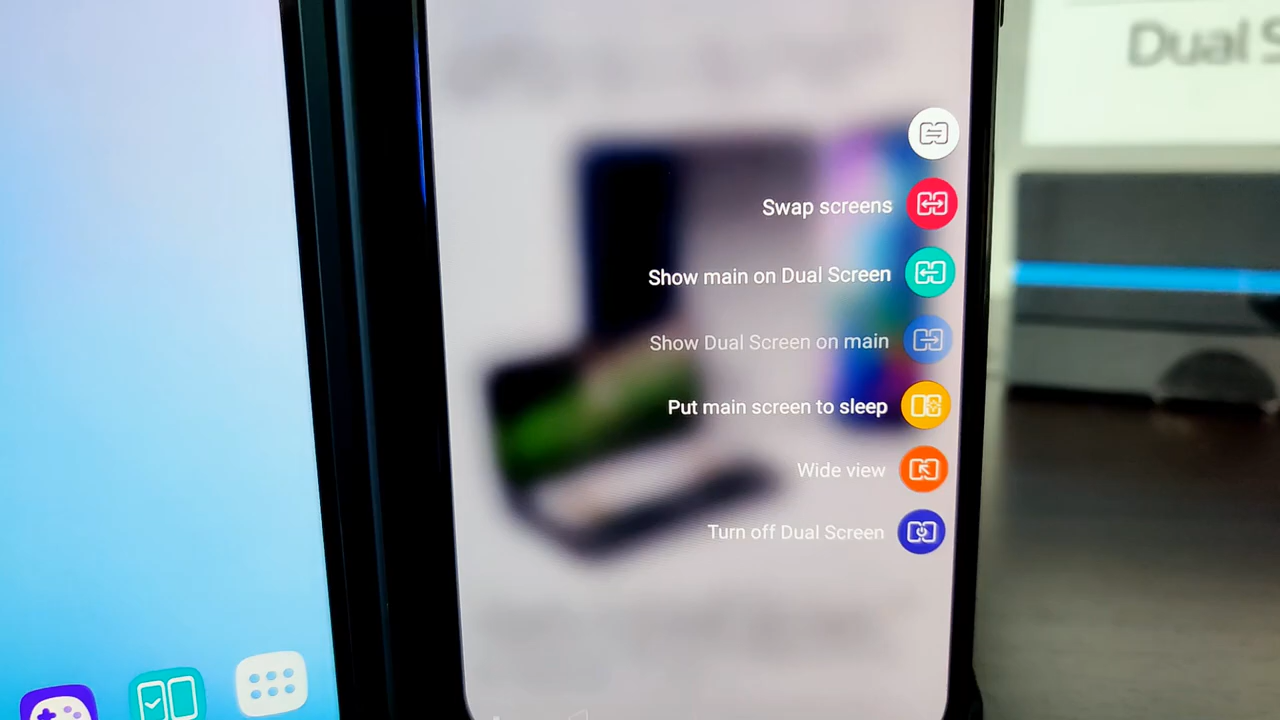 Dual S
Swap screens
Show main on Dual Screen
Show Dual Screen on main
Put main screen to sleep
Wide view
Turn off Dual Screen